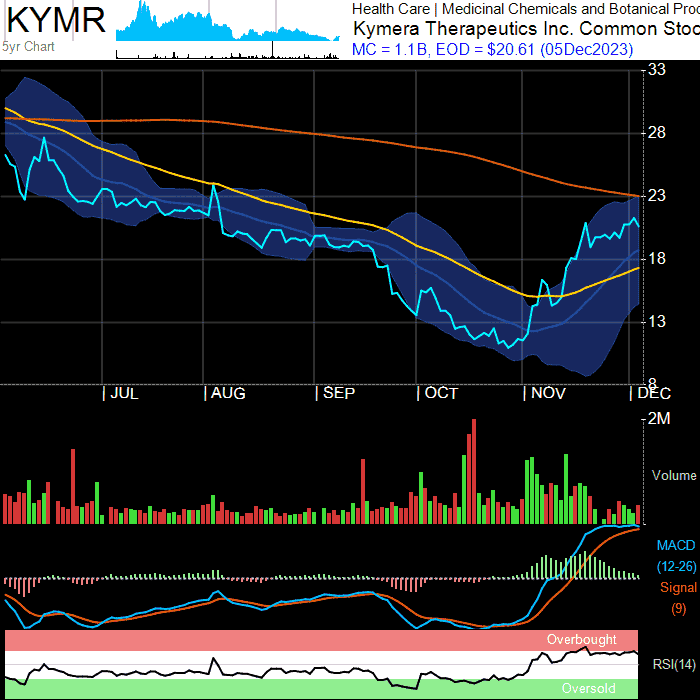 KYMR
5yr Chart
Health Care | Medicinal Chemicals and Botanical Proc
Kymera Therapeutics Inc. Common Stoc
MC = 1.1B, EOD = $20.61 (05Dec2023)
33
28
23
18
13
8
| JUL | AUG | SEP | OCT | NOV | DEC
2M
Volume
MACD
(12-26)
Signal
(9)
Overbought
RSI(14)
Oversold